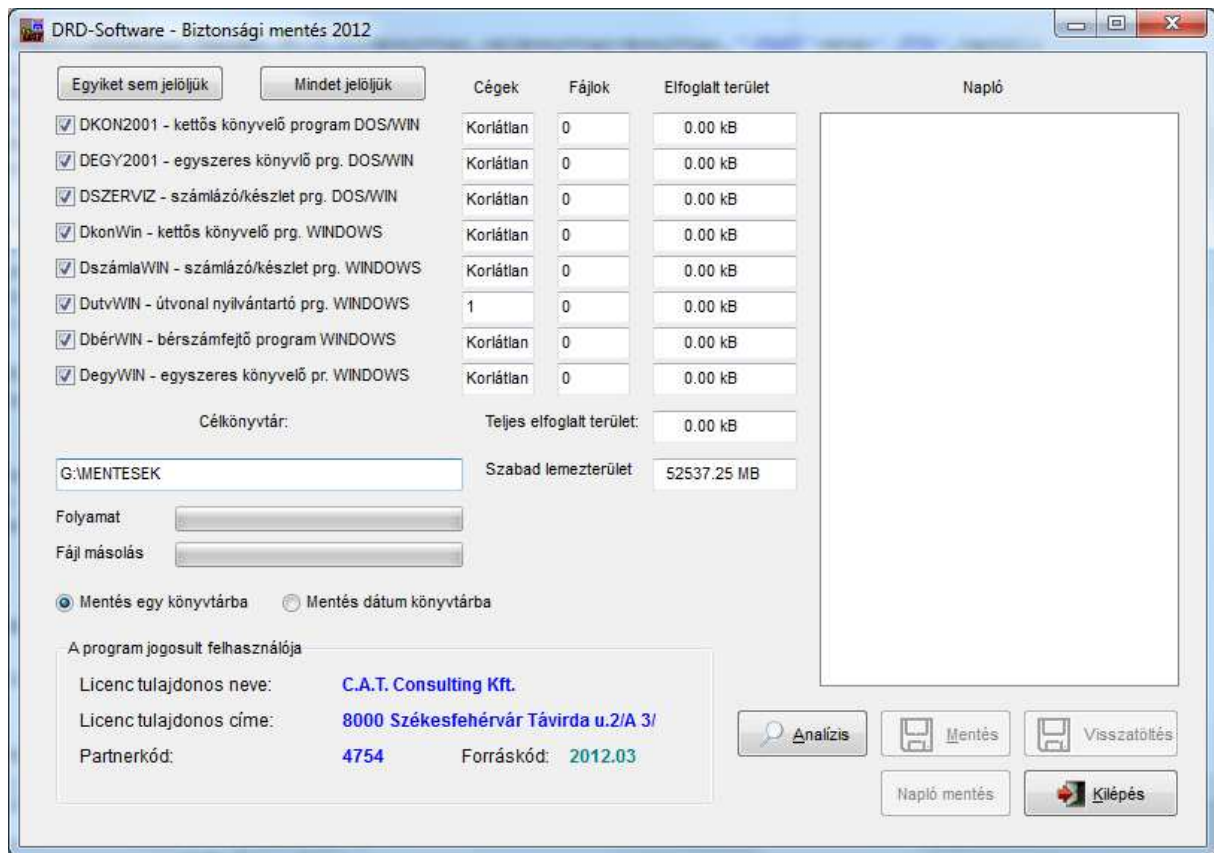 DRD-Software - Biztonsági mentés 2012
Egyiket sem jelöljük Mindet jelöljük Cégek Fájlok Elfoglalt terület Napló
DKON2001 - kettős könyvelő program DOS/WIN Korlátlan 0 0.00 kB
DEGY2001 - egyszeres könyvlő prg. DOS/WIN Korlátlan 0 0.00 kB
DSZERVIZ - számlázó/készlet prg. DOS/WIN Korlátlan 0 0.00 kB
DkonWin - kettős könyvelő prg. WINDOWS Korlátlan 0 0.00 kB
DszámlaWIN - számlázó/készlet prg. WINDOWS Korlátlan 0 0.00 kB
DutvWIN - útvonal nyilvántartó prg. WINDOWS 1 0 0.00 kB
DbérWIN - bérszámfejtő program WINDOWS Korlátlan 0 0.00 kB
DegyWIN - egyszeres könyvelő pr. WINDOWS Korlátlan 0 0.00 kB
Célkönyvtár: Teljes elfoglalt terület: 0.00 kB
G:\MENTESEK Szabad lemezterület 52537.25 MB
Folyamat
Fájl másolás
Mentés egy könyvtárba Mentés dátum könyvtárba
A program jogosult felhasználója
Licenc tulajdonos neve: C.A.T. Consulting Kft.
Licenc tulajdonos címe: 8000 Székesfehérvár Távirda u.2/A 3/
Partnerkód: 4754 Forráskód: 2012.03
Analízis Mentés Visszatöltés
Napló mentés Kilépés